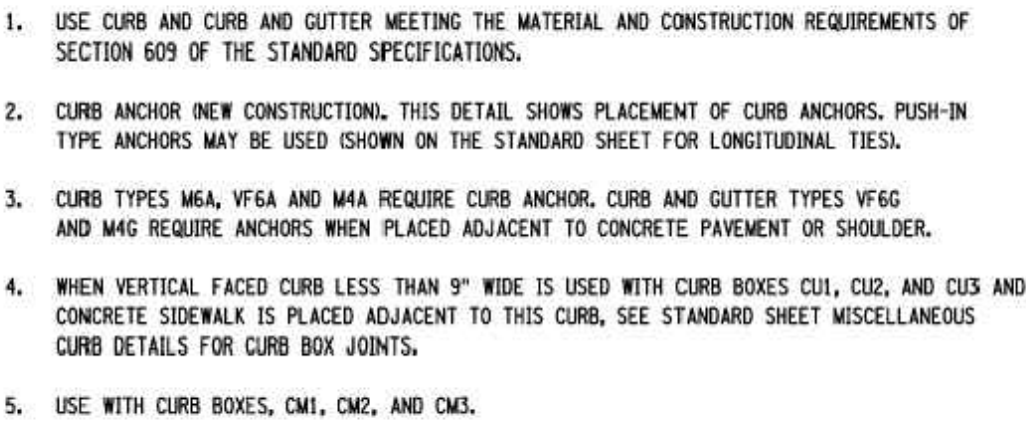 1. USE CURB AND CURB AND GUTTER MEETING THE MATERIAL AND CONSTRUCTION REQUIREMENTS OF
SECTION 609 OF THE STANDARD SPECIFICATIONS.
2. CURB ANCHOR (NEW CONSTRUCTION). THIS DETAIL SHOWS PLACEMENT OF CURB ANCHORS. PUSH-IN
TYPE ANCHORS MAY BE USED (SHOWN ON THE STANDARD SHEET FOR LONGITUDINAL TIES).
3. CURB TYPES M6A, VF6A AND M4A REQUIRE CURB ANCHOR. CURB AND GUTTER TYPES VF6G
AND M4G REQUIRE ANCHORS WHEN PLACED ADJACENT TO CONCRETE PAVEMENT OR SHOULDER.
4. WHEN VERTICAL FACED CURB LESS THAN 9" WIDE IS USED WITH CURB BOXES CU1, CU2, AND CU3 AND
CONCRETE SIDEWALK IS PLACED ADJACENT TO THIS CURB, SEE STANDARD SHEET MISCELLANEOUS
CURB DETAILS FOR CURB BOX JOINTS.
5. USE WITH CURB BOXES, CM1, CM2, AND CM3.